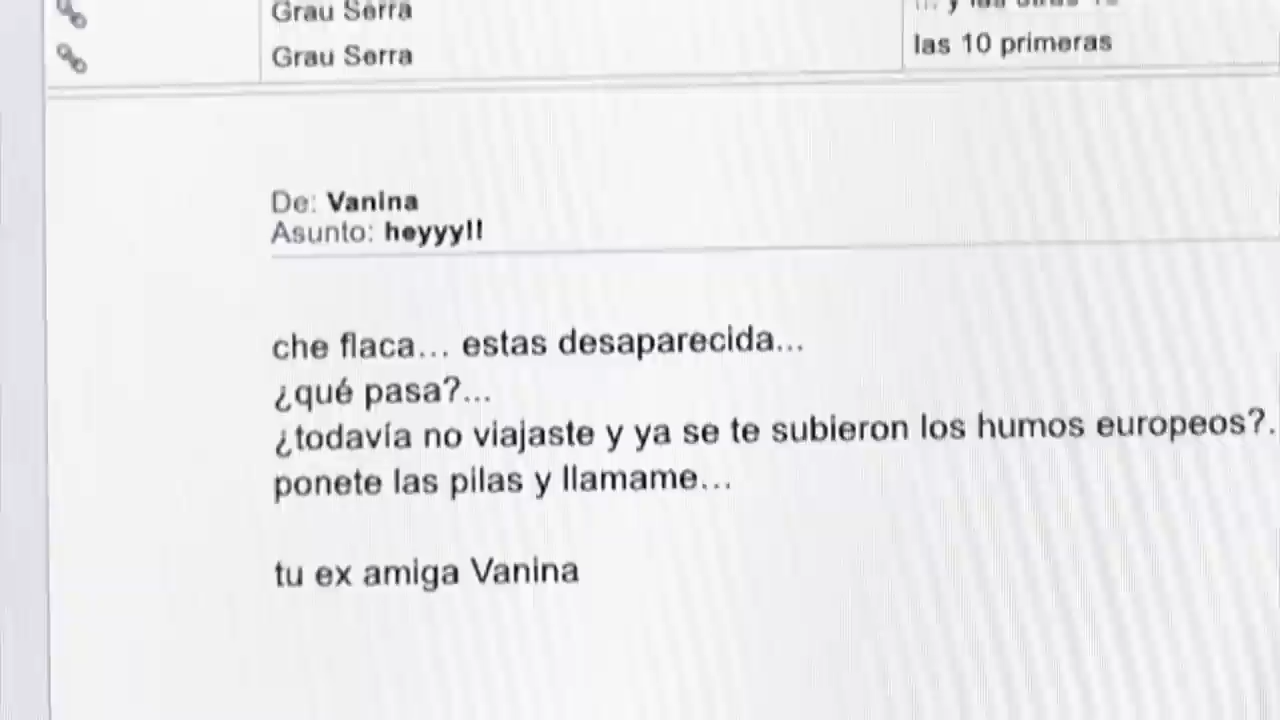 Grau Serra
Grau Serra
las 10 primeras
De: Vanina
Asunto: heyyy!!
che flaca... estas desaparecida...
¿qué pasa?...
¿todavía no viajaste y ya se te subieron los humos europeos?.
ponete las pilas y llamame...
tu ex amiga Vanina